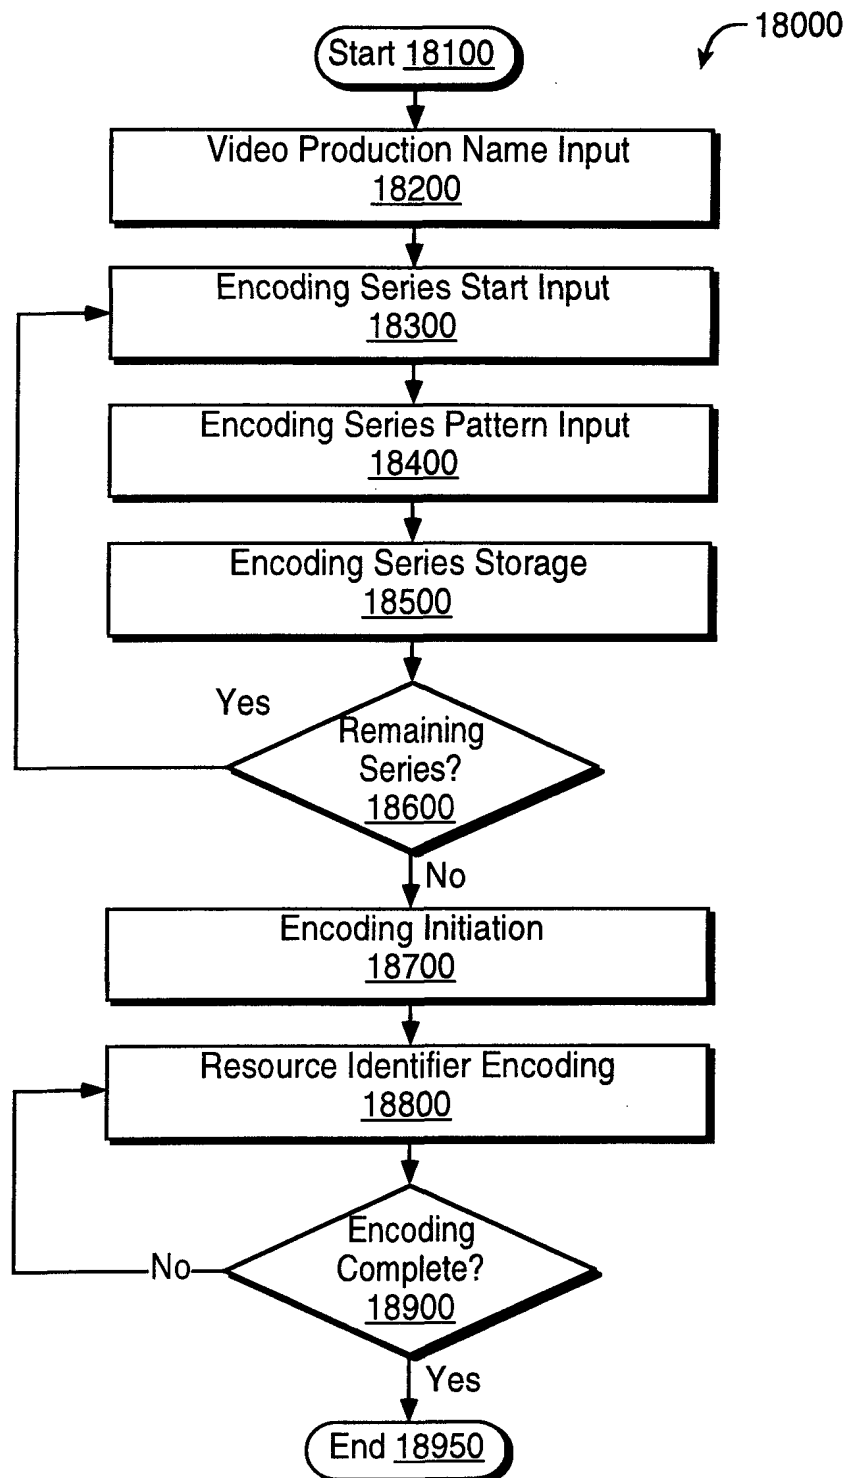 18000
Start 18100
Video Production Name Input
18200
Encoding Series Start Input
18300
Encoding Series Pattern Input
18400
Encoding Series Storage
18500
Yes
Remaining
Series?
18600
No
Encoding Initiation
18700
Resource Identifier Encoding
18800
Encoding
Complete?
18900
No
Yes
End 18950